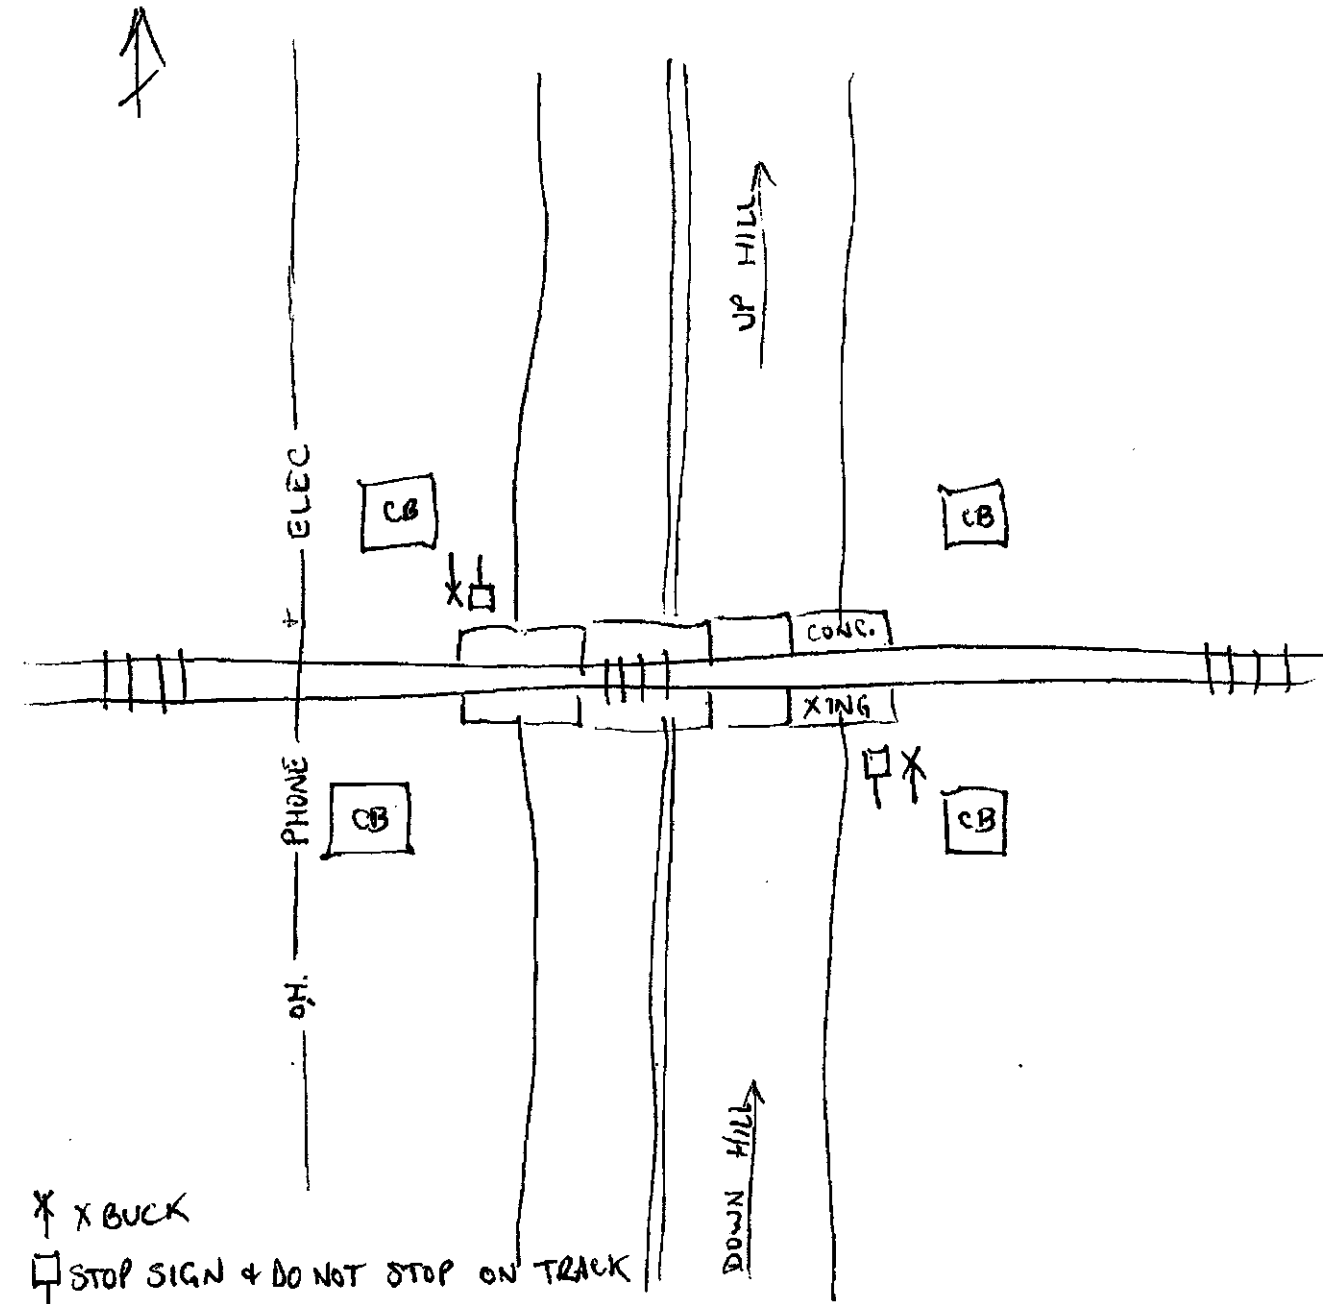 UP HILL
O.H. PHONE + ELEC
CB
CB
CONC.
XING
CB
CB
DOWN HILL
X BUCK
STOP SIGN & DO NOT STOP ON TRACK